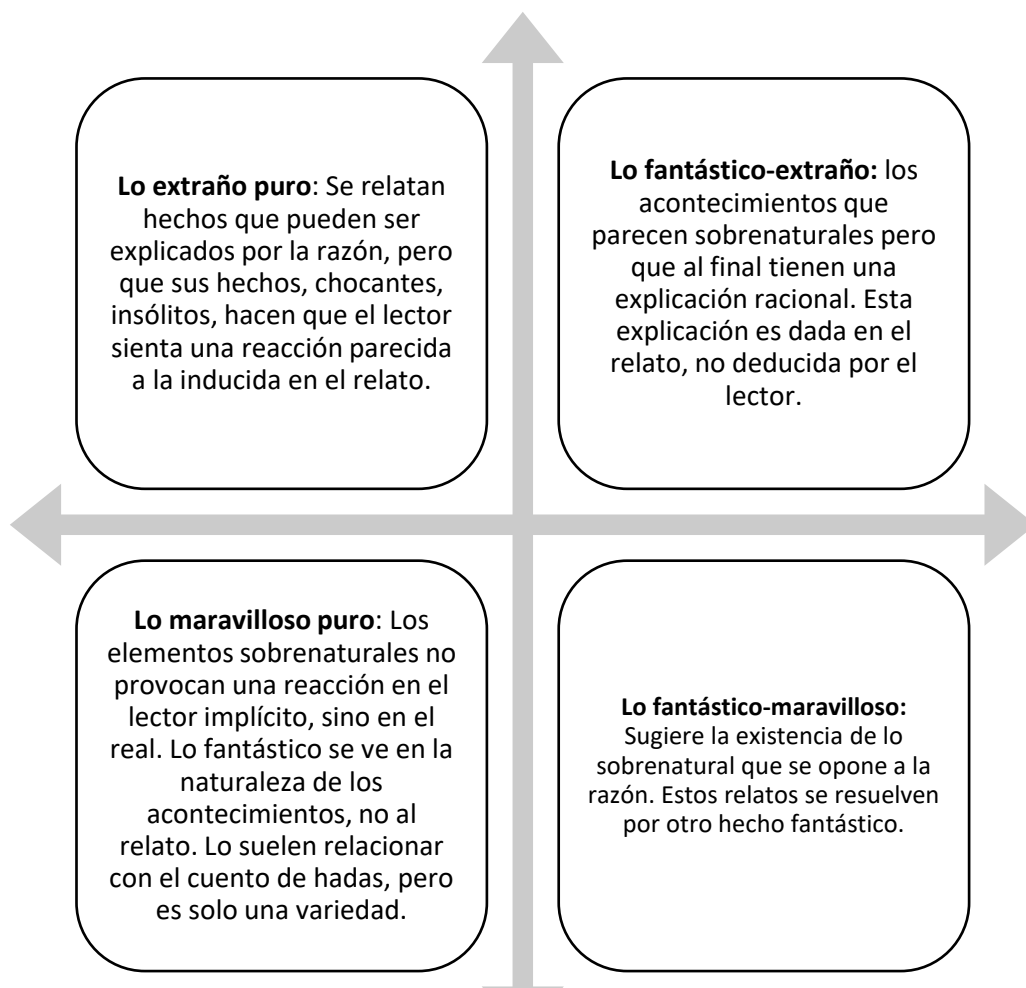 Lo extraño puro: Se relatan
hechos que pueden ser
explicados por la razón, pero
que sus hechos, chocantes,
insólitos, hacen que el lector
sienta una reacción parecida
a la inducida en el relato.
Lo fantástico-extraño: los
acontecimientos que
parecen sobrenaturales pero
que al final tienen una
explicación racional. Esta
explicación es dada en el
relato, no deducida por el
lector.
Lo maravilloso puro: Los
elementos sobrenaturales no
provocan una reacción en el
lector implícito, sino en el
real. Lo fantástico se ve en la
naturaleza de los
acontecimientos, no al
relato. Lo suelen relacionar
con el cuento de hadas, pero
es solo una variedad.
Lo fantástico-maravilloso:
Sugiere la existencia de lo
sobrenatural que se opone a la
razón. Estos relatos se resuelven
por otro hecho fantástico.